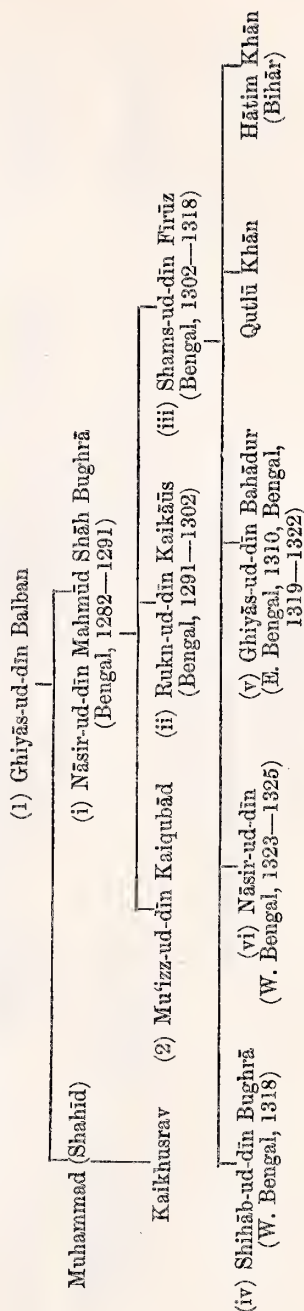 (1) Ghiyās-ud-dīn Balban
Muhammad (Shahīd)
(i) Nāsir-ud-dīn Mahmūd Shāh Bughrā
(Bengal, 1282—1291)
Kaikhusrav
(2) Mu‘izz-ud-dīn Kaiqubād
(ii) Rukn-ud-dīn Kaikāūs
(Bengal, 1291—1302)
(iii) Shams-ud-dīn Fīrūz
(Bengal, 1302—1318)
(iv) Shihāb-ud-dīn Bughrā
(W. Bengal, 1318)
(vi) Nāsir-ud-dīn
(W. Bengal, 1323—1325)
(v) Ghiyās-ud-dīn Bahādur
(E. Bengal, 1310, Bengal,
1319—1322)
Qutlū Khān
Hātim Khān
(Bihār)